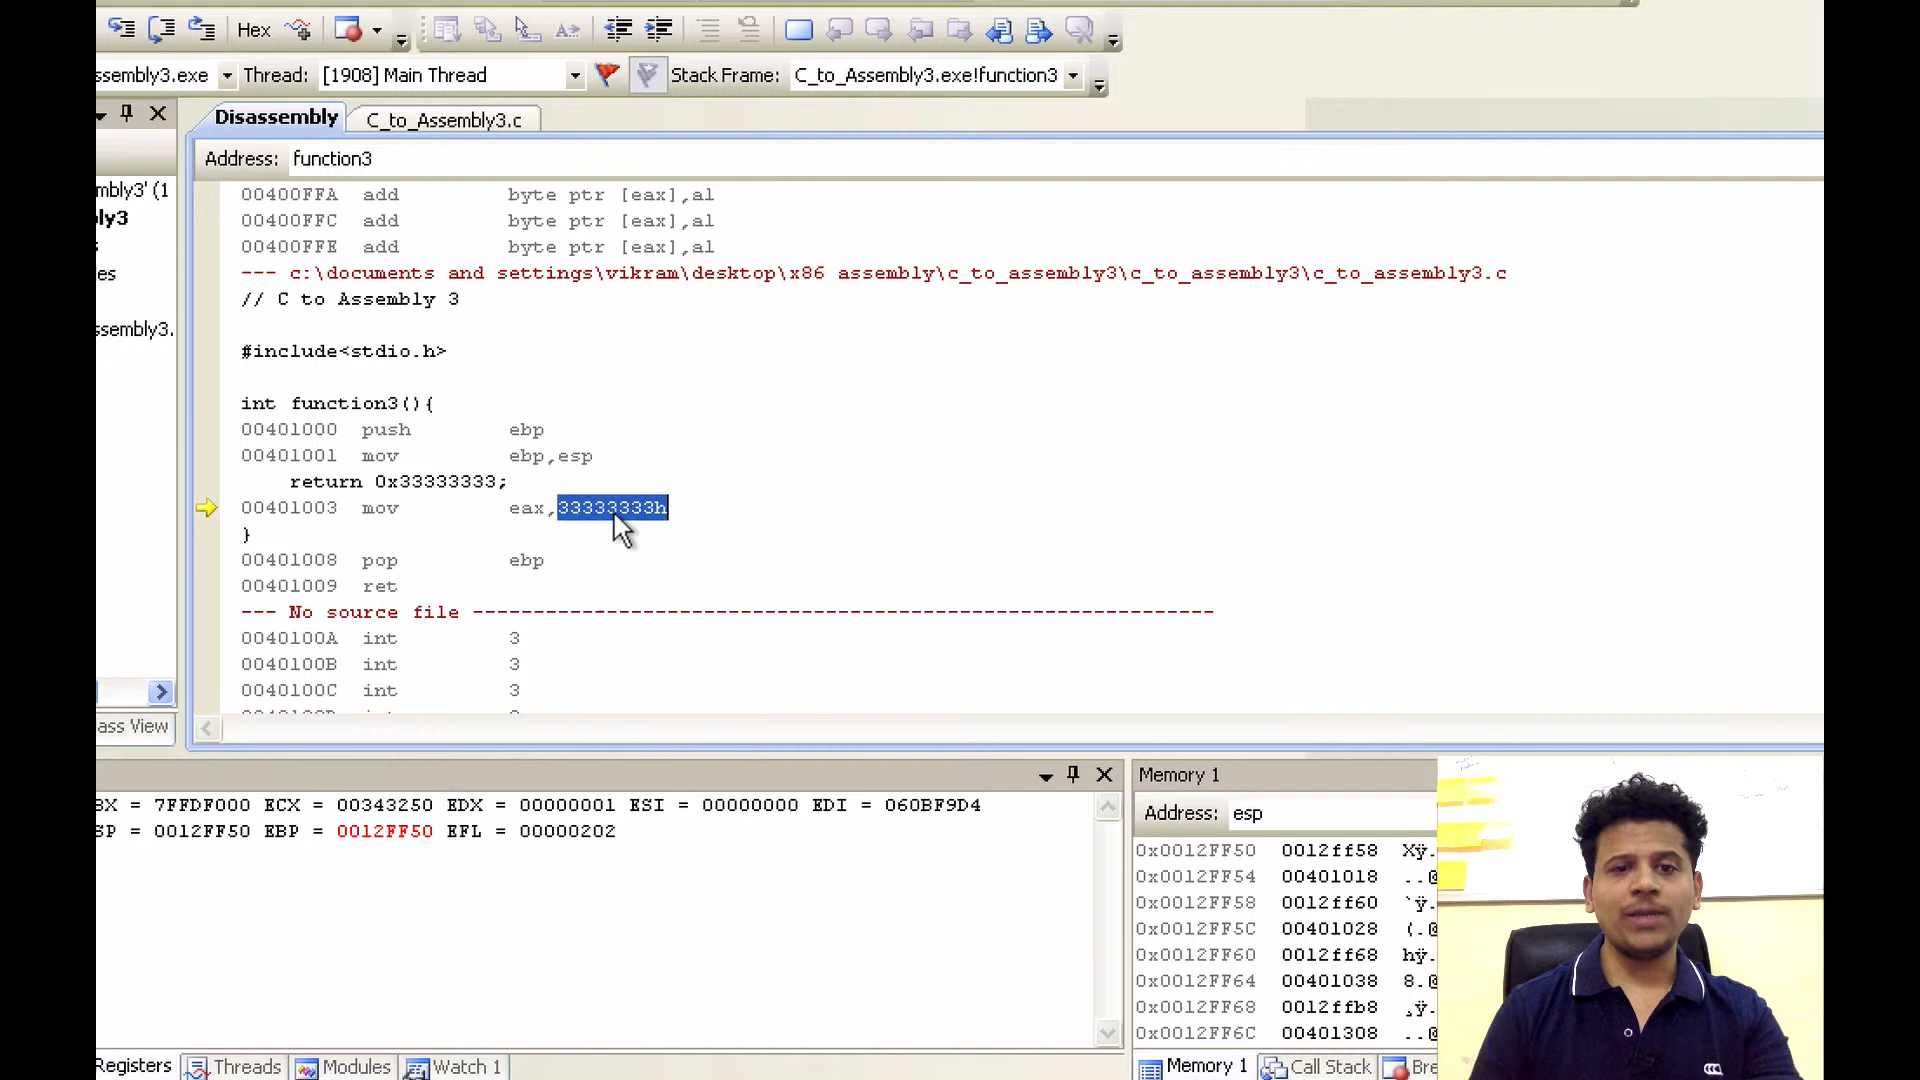 Hex
ssembly3.exe Thread: [1908] Main Thread Stack Frame: C_to_Assembly3.exe!function3
Disassembly C_to_Assembly3.c
Address: function3
mbly3' (1
ly3
es
ssembly3.
ass View
00400FFA add byte ptr [eax],al
00400FFC add byte ptr [eax],al
00400FFE add byte ptr [eax],al
--- c:\documents and settings\vikram\desktop\x86 assembly\c_to_assembly3\c_to_assembly3\c_to_assembly3.c
// C to Assembly 3
#include<stdio.h>
int function3(){
00401000 push ebp
00401001 mov ebp,esp
return 0x33333333;
00401003 mov eax,33333333h
}
00401008 pop ebp
00401009 ret
--- No source file -------------------------------------------------------------
0040100A int 3
0040100B int 3
0040100C int 3
BX = 7FFDF000 ECX = 00343250 EDX = 00000001 ESI = 00000000 EDI = 060BF9D4
SP = 0012FF50 EBP = 0012FF50 EFL = 00000202
Registers Threads Modules Watch 1
Memory 1
Address: esp
0x0012FF50 0012ff58 Xÿ.
0x0012FF54 00401018 ..@
0x0012FF58 0012ff60 `ÿ.
0x0012FF5C 00401028 (.@
0x0012FF60 0012ff68 hÿ.
0x0012FF64 00401038 8.@
0x0012FF68 0012ffb8 ¸ÿ.
0x0012FF6C 00401308 ..@
Memory 1 Call Stack Bre